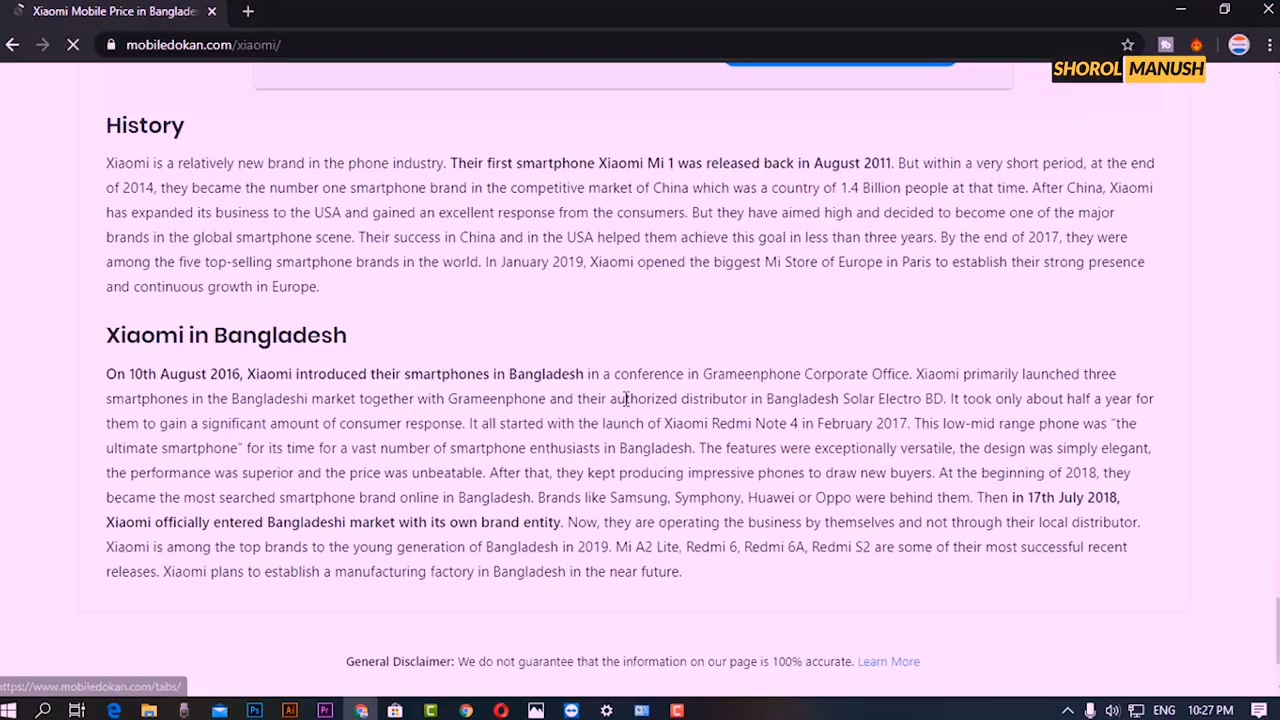 Xiaomi Mobile Price in Banglades
mobiledokan.com/xiaomi/
SHOROL MANUSH
History
Xiaomi is a relatively new brand in the phone industry. Their first smartphone Xiaomi Mi 1 was released back in August 2011. But within a very short period, at the end
of 2014, they became the number one smartphone brand in the competitive market of China which was a country of 1.4 Billion people at that time. After China, Xiaomi
has expanded its business to the USA and gained an excellent response from the consumers. But they have aimed high and decided to become one of the major
brands in the global smartphone scene. Their success in China and in the USA helped them achieve this goal in less than three years. By the end of 2017, they were
among the five top-selling smartphone brands in the world. In January 2019, Xiaomi opened the biggest Mi Store of Europe in Paris to establish their strong presence
and continuous growth in Europe.
Xiaomi in Bangladesh
On 10th August 2016, Xiaomi introduced their smartphones in Bangladesh in a conference in Grameenphone Corporate Office. Xiaomi primarily launched three
smartphones in the Bangladeshi market together with Grameenphone and their authorized distributor in Bangladesh Solar Electro BD. It took only about half a year for
them to gain a significant amount of consumer response. It all started with the launch of Xiaomi Redmi Note 4 in February 2017. This low-mid range phone was “the
ultimate smartphone” for its time for a vast number of smartphone enthusiasts in Bangladesh. The features were exceptionally versatile, the design was simply elegant,
the performance was superior and the price was unbeatable. After that, they kept producing impressive phones to draw new buyers. At the beginning of 2018, they
became the most searched smartphone brand online in Bangladesh. Brands like Samsung, Symphony, Huawei or Oppo were behind them. Then in 17th July 2018,
Xiaomi officially entered Bangladeshi market with its own brand entity. Now, they are operating the business by themselves and not through their local distributor.
Xiaomi is among the top brands to the young generation of Bangladesh in 2019. Mi A2 Lite, Redmi 6, Redmi 6A, Redmi S2 are some of their most successful recent
releases. Xiaomi plans to establish a manufacturing factory in Bangladesh in the near future.
General Disclaimer: We do not guarantee that the information on our page is 100% accurate. Learn More
https://www.mobiledokan.com/tabs/
Ps Ai Pr ENG 10:27 PM